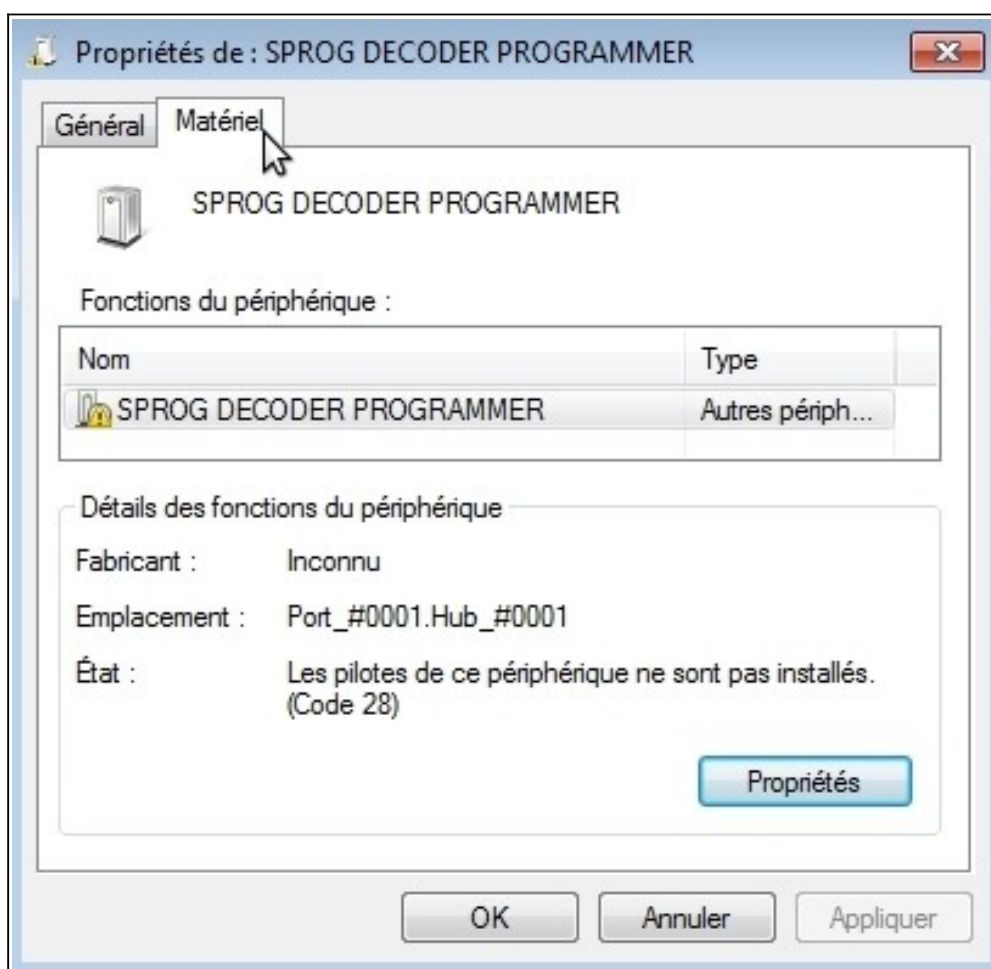 Propriétés de : SPROG DECODER PROGRAMMER
Général Matériel
SPROG DECODER PROGRAMMER
Fonctions du périphérique :
Nom Type
SPROG DECODER PROGRAMMER Autres périph...
Détails des fonctions du périphérique
Fabricant : Inconnu
Emplacement : Port_#0001.Hub_#0001
État : Les pilotes de ce périphérique ne sont pas installés.
(Code 28)
Propriétés
OK Annuler Appliquer